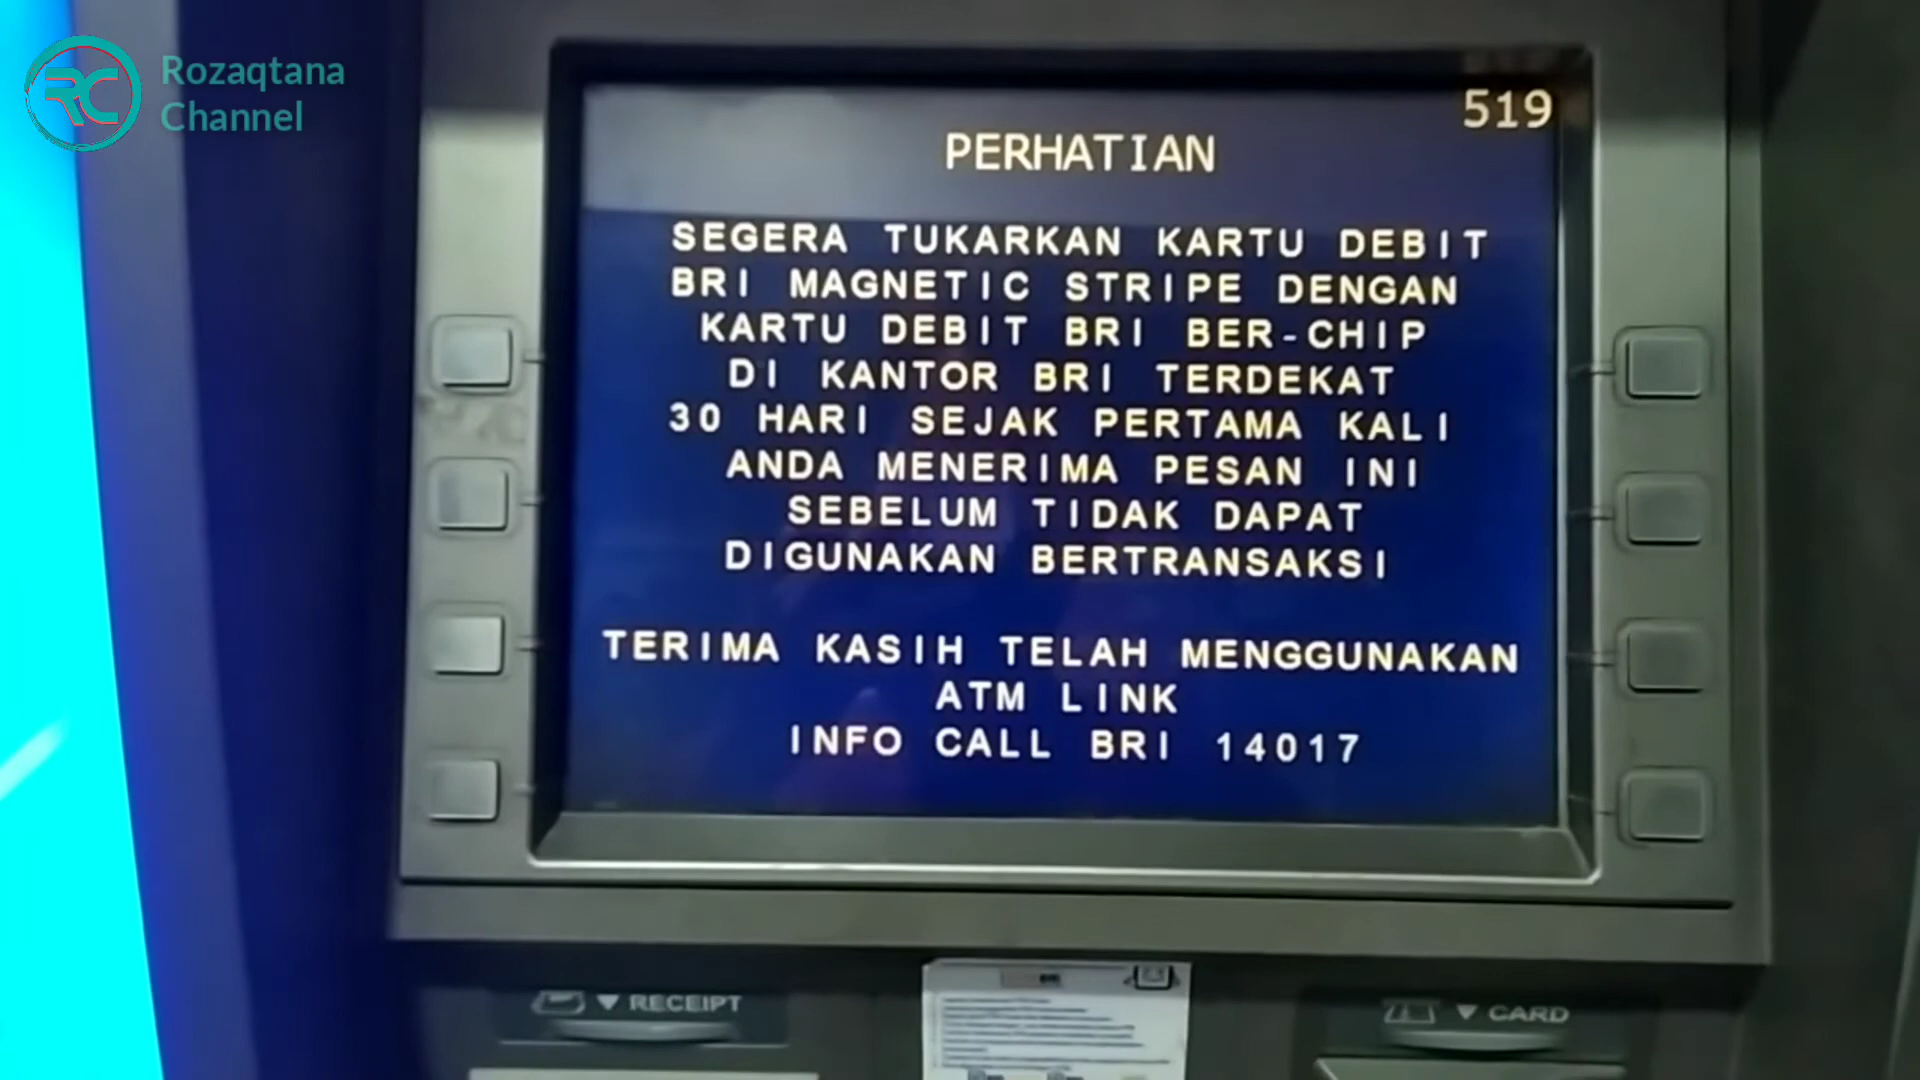 Rozaqtana
Channel
519
PERHATIAN
SEGERA TUKARKAN KARTU DEBIT
BRI MAGNETIC STRIPE DENGAN
KARTU DEBIT BRI BER-CHIP
DI KANTOR BRI TERDEKAT
30 HARI SEJAK PERTAMA KALI
ANDA MENERIMA PESAN INI
SEBELUM TIDAK DAPAT
DIGUNAKAN BERTRANSAKSI
TERIMA KASIH TELAH MENGGUNAKAN
ATM LINK
INFO CALL BRI 14017
RECEIPT
CARD